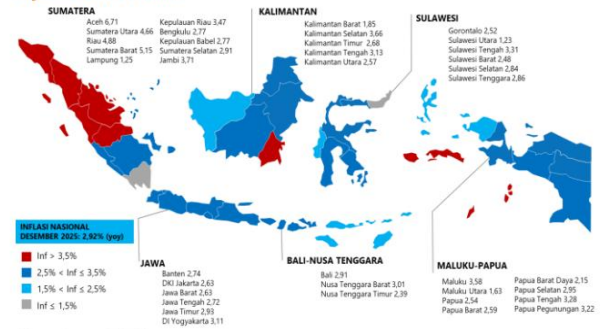 SUMATERA
Aceh 6,71
Sumatera Utara 4,66
Riau 4,88
Sumatera Barat 5,15
Lampung 1,25
Kepulauan Riau 3,47
Bengkulu 2,77
Kepulauan Babel 2,77
Sumatera Selatan 2,91
Jambi 3,71
KALIMANTAN
Kalimantan Barat 1,85
Kalimantan Selatan 3,66
Kalimantan Timur 2,68
Kalimantan Tengah 3,13
Kalimantan Utara 2,57
SULAWESI
Gorontalo 2,52
Sulawesi Utara 1,23
Sulawesi Tengah 3,31
Sulawesi Barat 2,48
Sulawesi Selatan 2,84
Sulawesi Tenggara 2,86
INFLASI NASIONAL
DESEMBER 2025: 2,92% (yoy)
Inf > 3,5%
2,5% < Inf ≤ 3,5%
1,5% < Inf ≤ 2,5%
Inf ≤ 1,5%
JAWA
Banten 2,74
DKI Jakarta 2,63
Jawa Barat 2,63
Jawa Tengah 2,72
Jawa Timur 2,93
DI Yogyakarta 3,11
BALI-NUSA TENGGARA
Bali 2,91
Nusa Tenggara Barat 3,01
Nusa Tenggara Timur 2,39
MALUKU-PAPUA
Maluku 3,58
Maluku Utara 1,63
Papua 2,54
Papua Barat 2,59
Papua Barat Daya 2,15
Papua Selatan 2,95
Papua Tengah 3,28
Papua Pegunungan 3,22